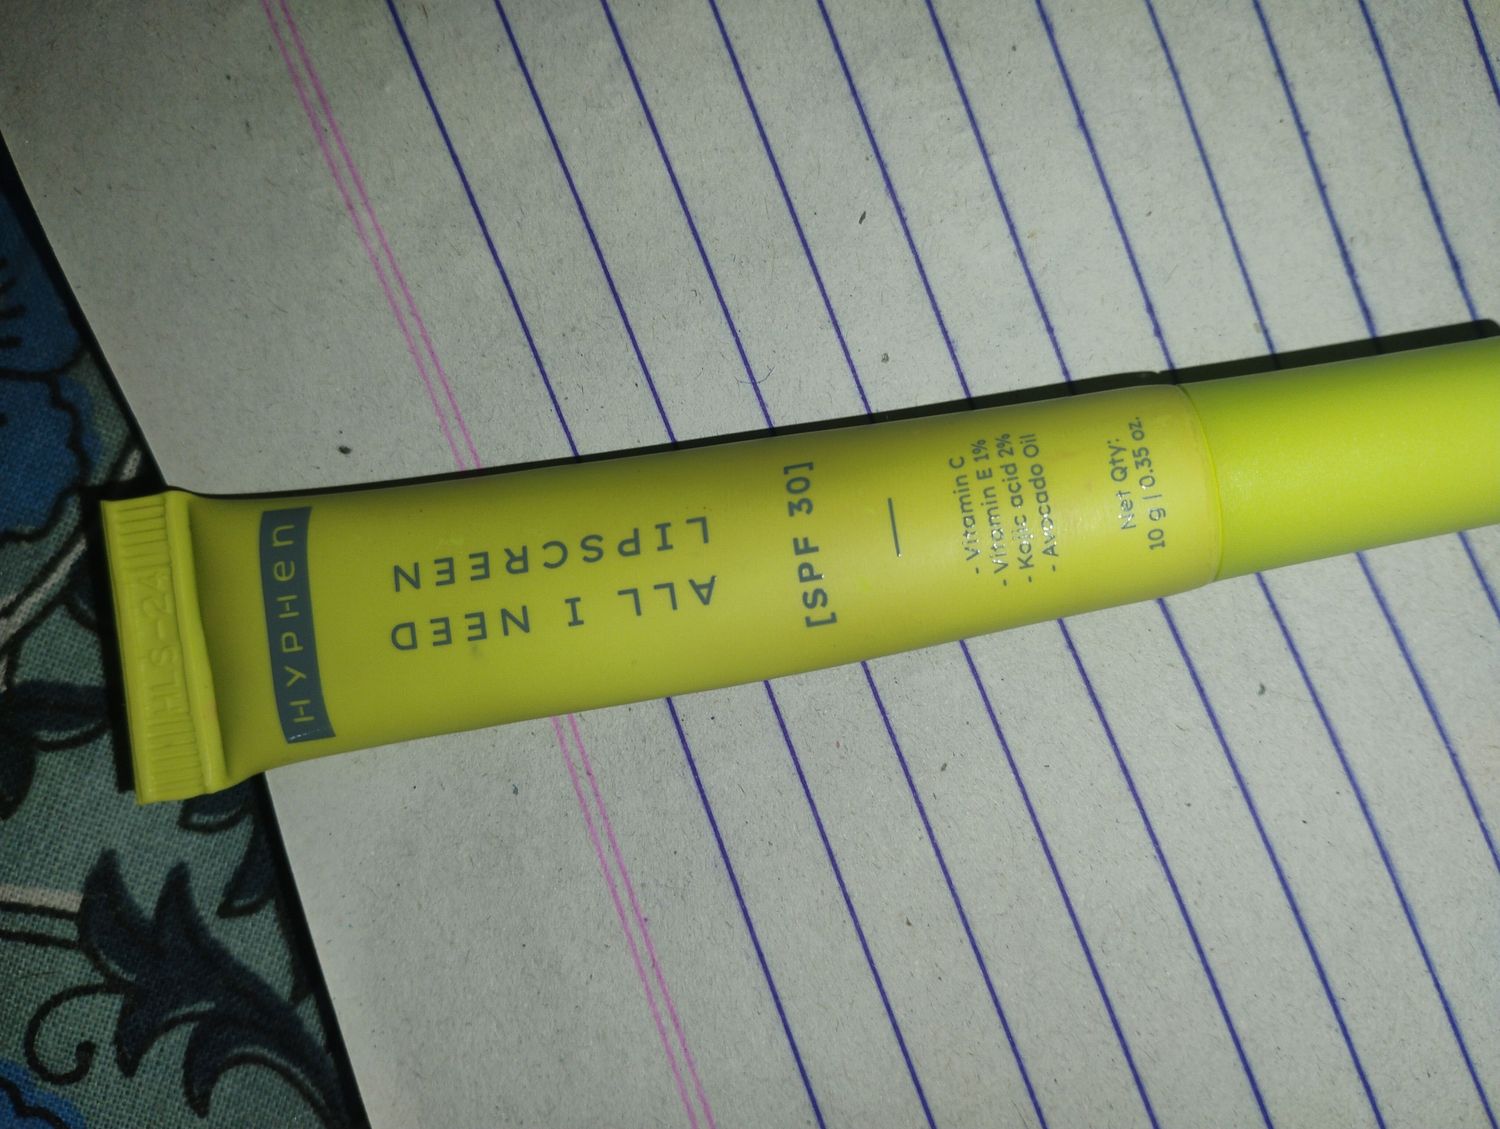 HLS-24
HYPHEN
ALL I NEED
LIPSCREEN
[SPF 30]
- Vitamin C
- Vitamin E 1%
- Kojic acid 2%
- Avocado Oil
Net Qty:
10 g | 0.35 oz.